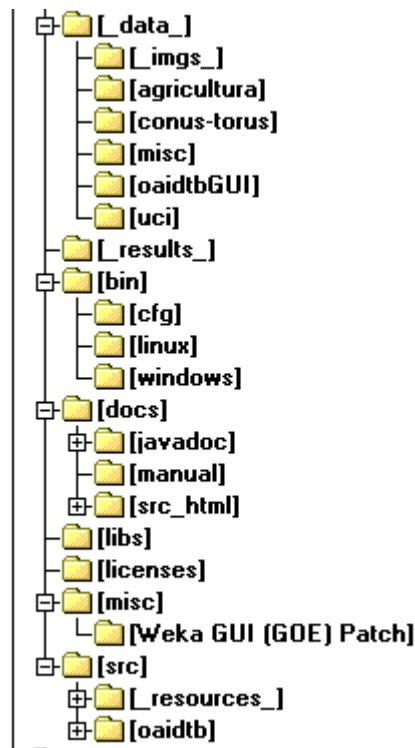 [_data_]
[_imgs_]
[agricultura]
[conus-torus]
[misc]
[oaidtbGUI]
[uci]
[_results_]
[bin]
[cfg]
[linux]
[windows]
[docs]
[javadoc]
[manual]
[src_html]
[libs]
[licenses]
[misc]
[Weka GUI (GOE) Patch]
[src]
[_resources_]
[oaidtb]